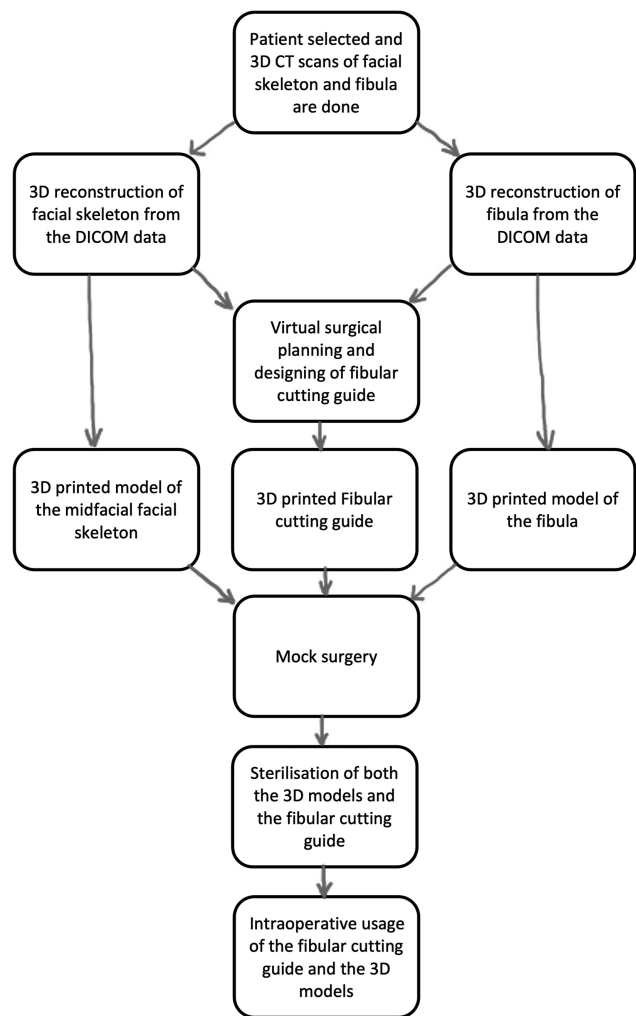 Patient selected and
3D CT scans of facial
skeleton and fibula
are done
3D reconstruction of
facial skeleton from
the DICOM data
3D reconstruction of
fibula from the
DICOM data
Virtual surgical
planning and
designing of fibular
cutting guide
3D printed model of
the midfacial facial
skeleton
3D printed Fibular
cutting guide
3D printed model of
the fibula
Mock surgery
Sterilisation of both
the 3D models and
the fibular cutting
guide
Intraoperative usage
of the fibular cutting
guide and the 3D
models